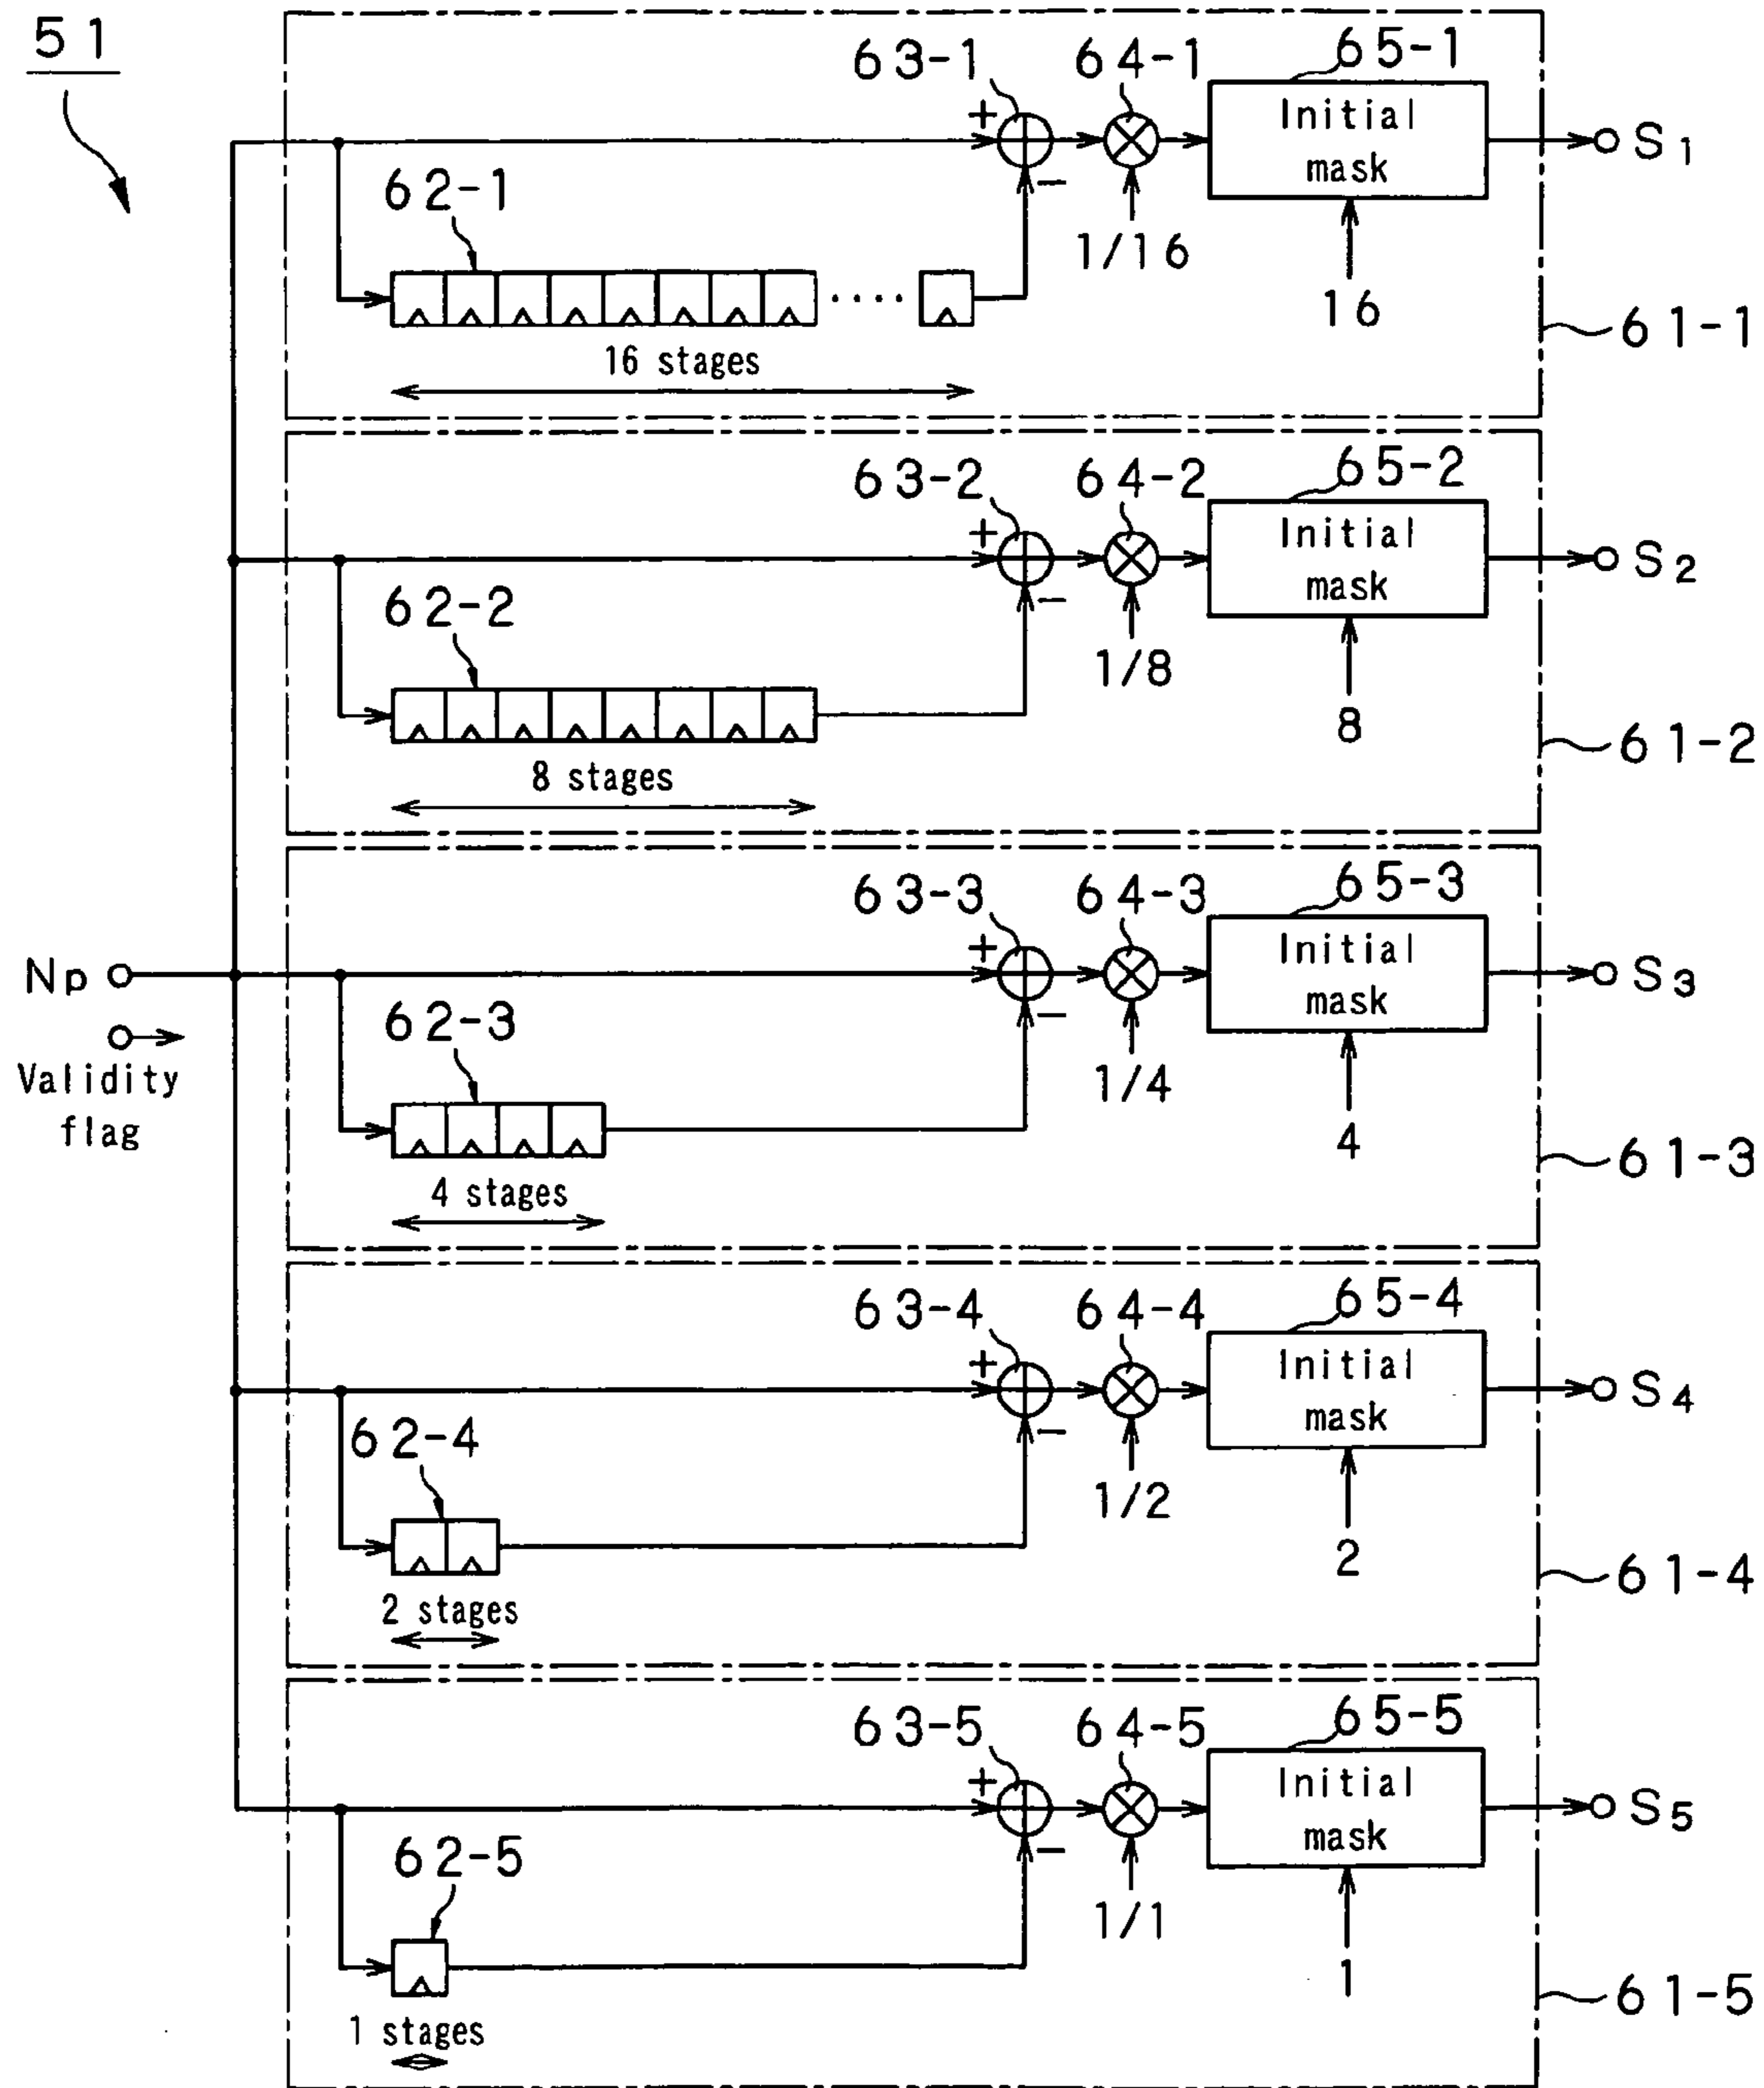 51
63-1 64-1 65-1
+ Initial mask S1
−
62-1
1/16
16
16 stages
61-1
63-2 64-2 65-2
+ Initial mask S2
−
62-2
1/8
8
8 stages
61-2
63-3 64-3 65-3
+ Initial mask S3
−
Np
62-3
Validity
flag
1/4
4
4 stages
61-3
63-4 64-4 65-4
+ Initial mask S4
−
62-4
1/2
2
2 stages
61-4
63-5 64-5 65-5
+ Initial mask S5
−
62-5
1/1
1
1 stages
61-5